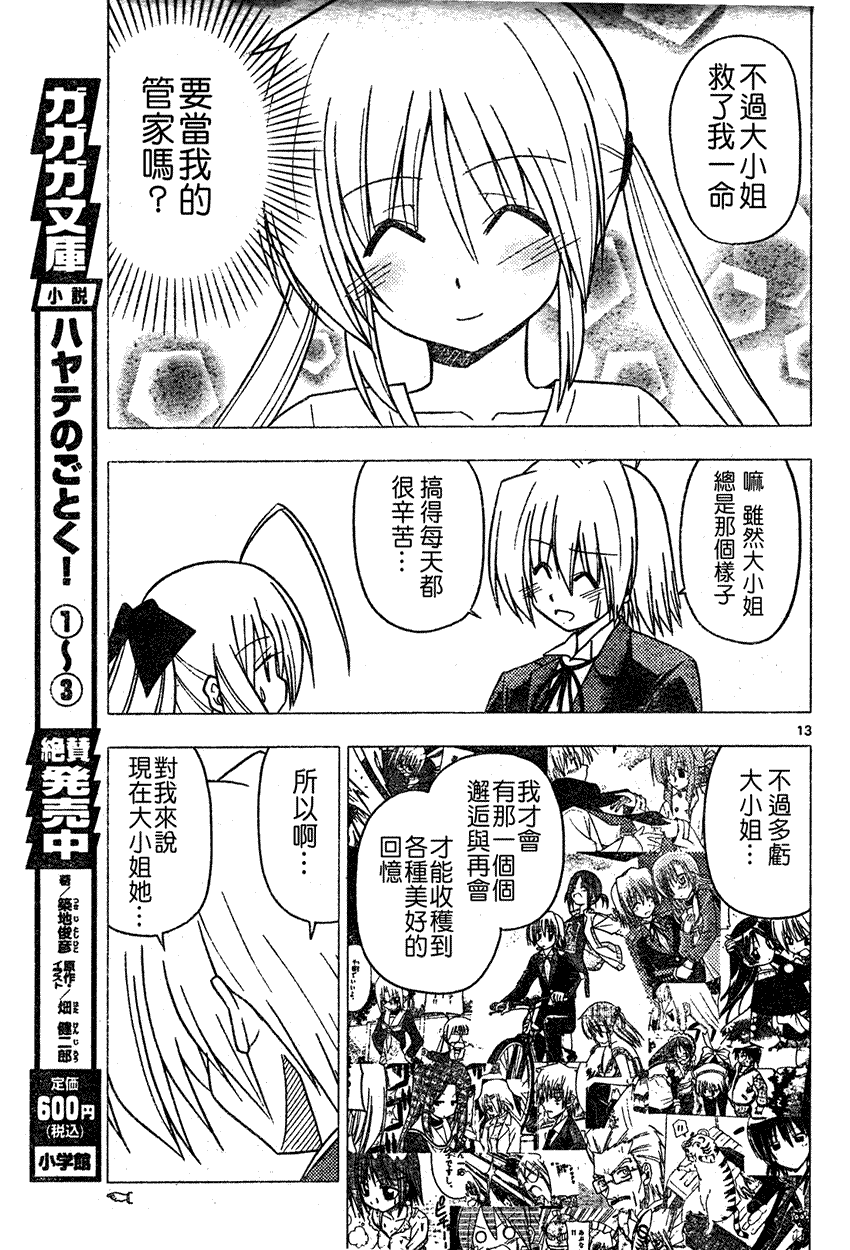 不過大小姐
救了我一命
要當我的
管家嗎？
嘛 雖然大小姐
總是那個樣子
搞得每天都
很辛苦…
13
不過多虧
大小姐…
我才會
有那一個個
邂逅與再會
才能收穫到
各種美好的
回憶
所以啊…
對我來說
現在大小姐她…
ガガガ文庫
小説
ハヤテのごとく！
①〜③
絶賛
発売中
著／築地俊彦
原作
イラスト／畑 健二郎
定価
600円
(税込)
小学館